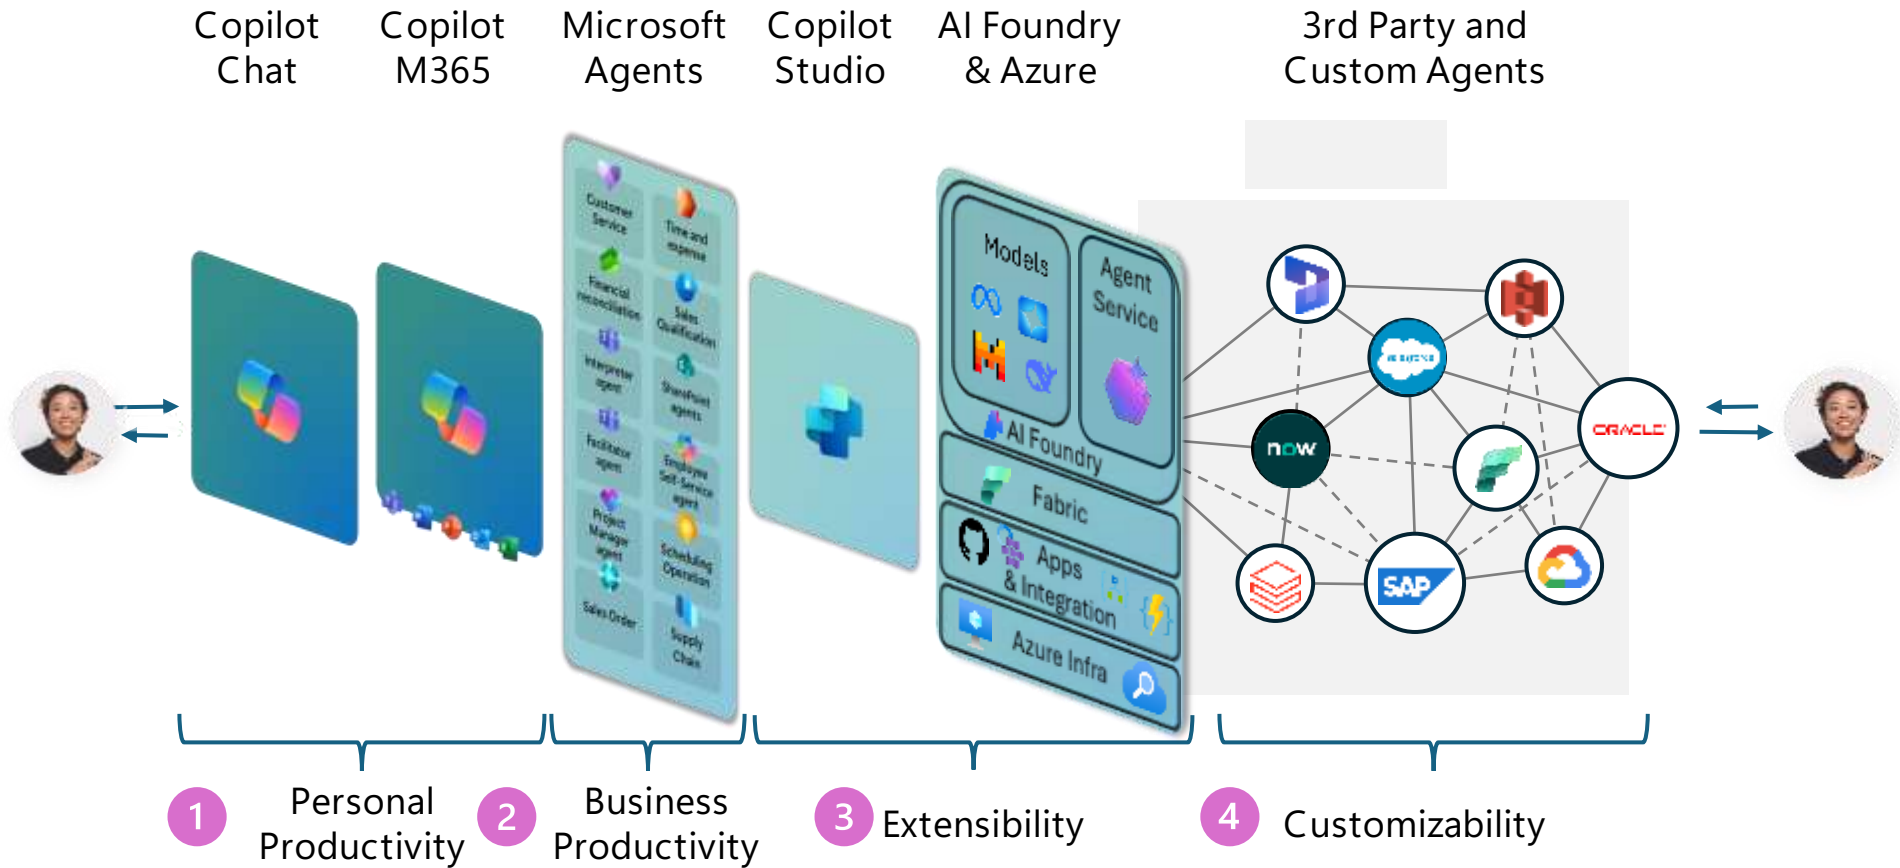 Copilot
Chat
Copilot
M365
Microsoft
Agents
Copilot
Studio
AI Foundry
& Azure
3rd Party and
Custom Agents
Customer
Service
Time and
expense
Financial
reconciliation
Sales
Qualification
Interpreter
agent
SharePoint
agents
Facilitator
agent
Employee
Self-Service
agent
Project
Manager
agent
Scheduling
Operation
Sales Order
Supply
Chain
Models
Agent
Service
AI Foundry
Fabric
Apps
& Integration
Azure Infra
salesforce
now
ORACLE
SAP
1
Personal
Productivity
2
Business
Productivity
3
Extensibility
4
Customizability